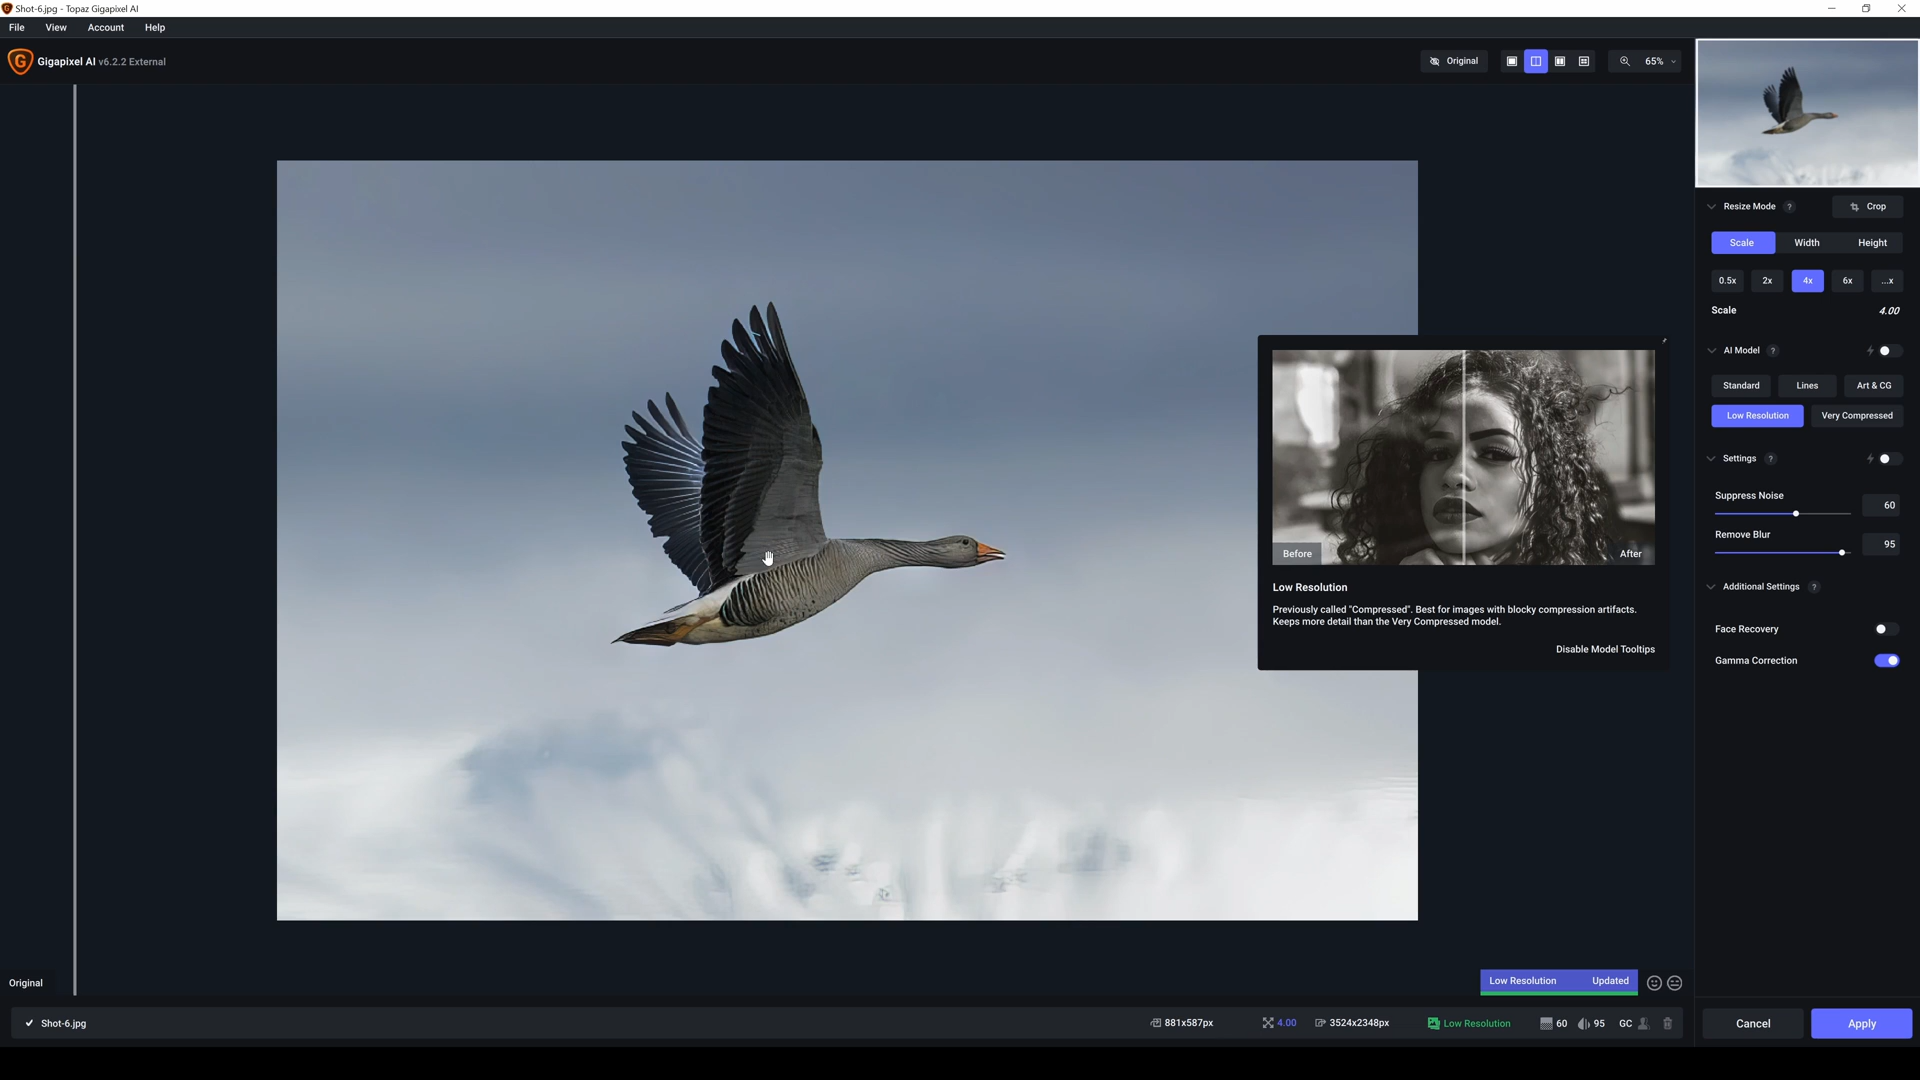 Shot-6.jpg - Topaz Gigapixel AI
File View Account Help
Gigapixel AI v6.2.2 External
Original
65%
Resize Mode ?
Crop
Scale Width Height
0.5x 2x 4x 6x ...x
Scale 4.00
AI Model ?
Standard Lines Art & CG
Low Resolution Very Compressed
Settings ?
Suppress Noise 60
Remove Blur 95
Additional Settings ?
Face Recovery
Gamma Correction
Before After
Low Resolution
Previously called "Compressed". Best for images with blocky compression artifacts.
Keeps more detail than the Very Compressed model.
Disable Model Tooltips
Original
Low Resolution Updated
Shot-6.jpg 881x587px 4.00 3524x2348px Low Resolution 60 95 GC
Cancel Apply